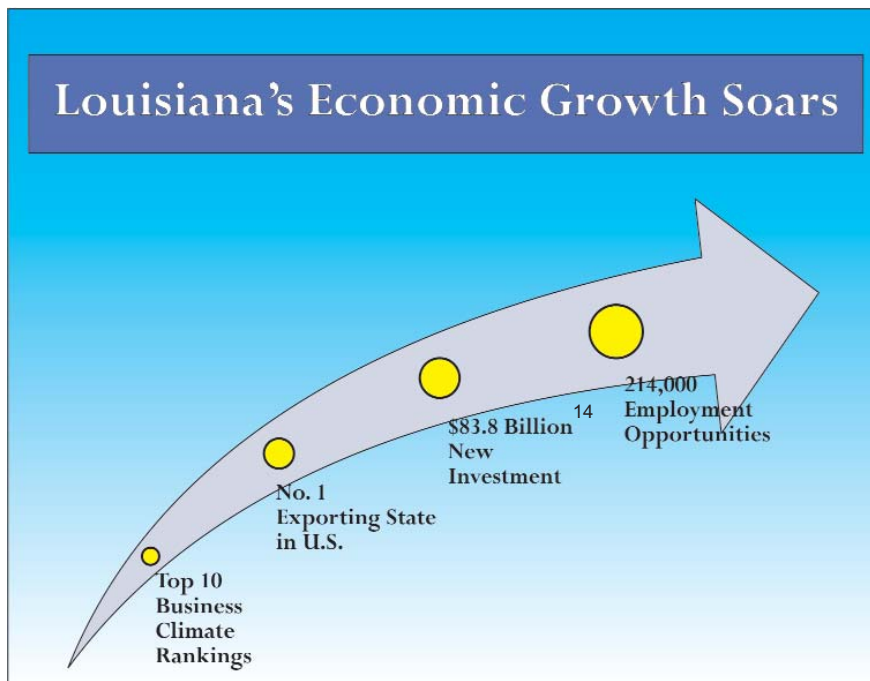 Louisiana's Economic Growth Soars
Top 10
Business
Climate
Rankings
No. 1
Exporting State
in U.S.
$83.8 Billion
New
Investment
14
214,000
Employment
Opportunities